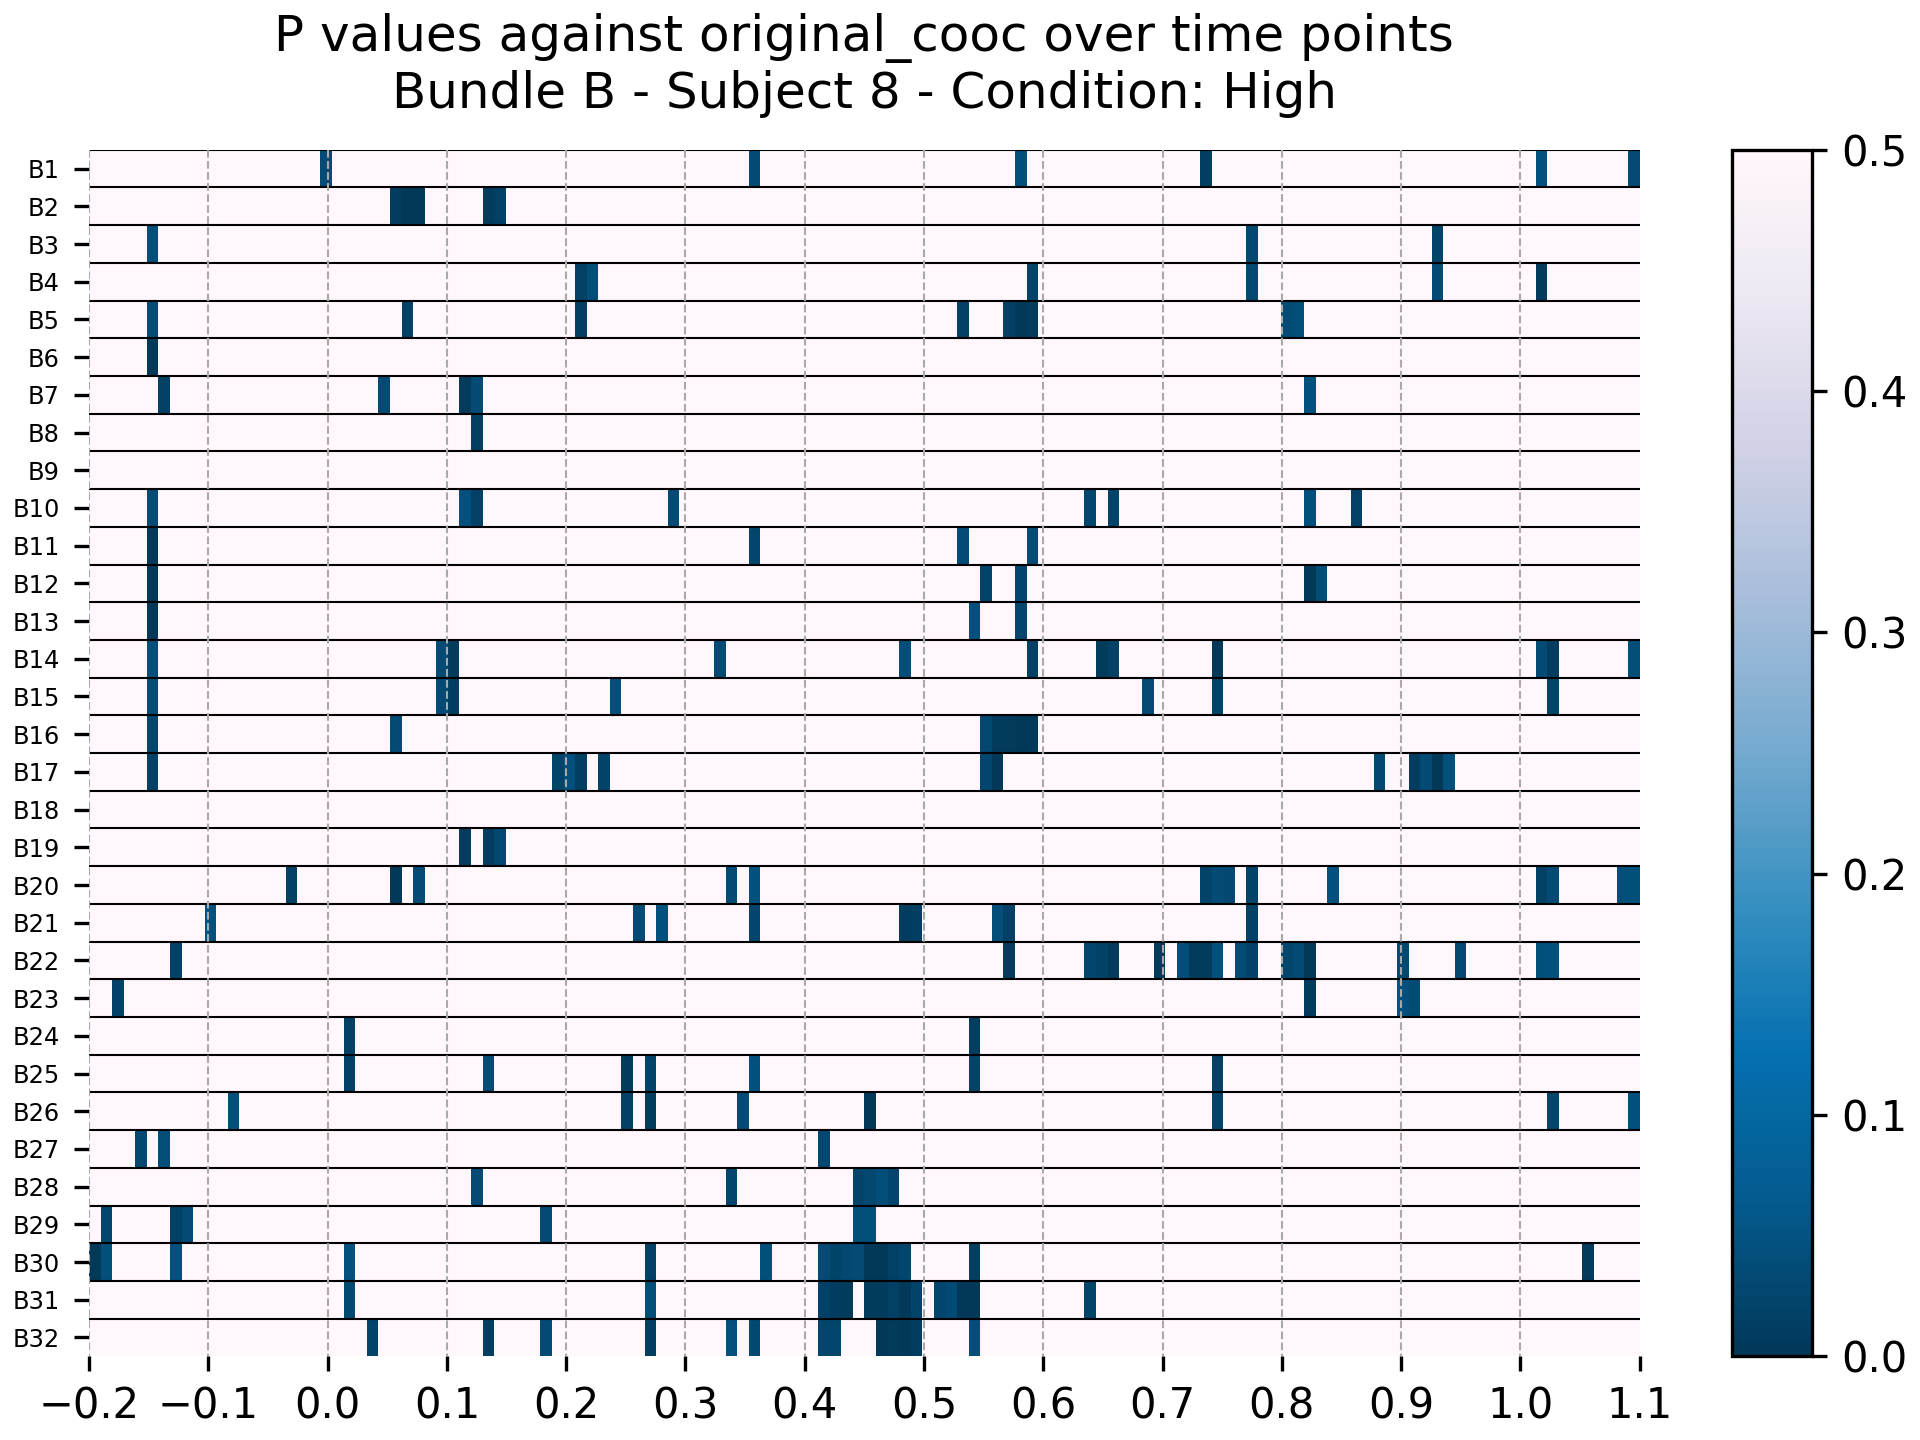 P values against original_cooc over time points
Bundle B - Subject 8 - Condition: High
B1
B2
B3
B4
B5
B6
B7
B8
B9
B10
B11
B12
B13
B14
B15
B16
B17
B18
B19
B20
B21
B22
B23
B24
B25
B26
B27
B28
B29
B30
B31
B32
−0.2 −0.1 0.0 0.1 0.2 0.3 0.4 0.5 0.6 0.7 0.8 0.9 1.0 1.1
0.5
0.4
0.3
0.2
0.1
0.0